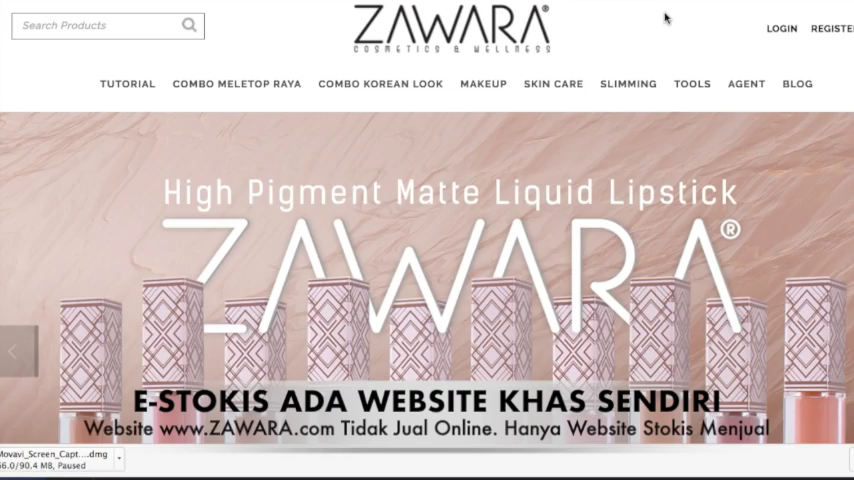 Search Products
ZAWARA®
COSMETICS & WELLNESS
LOGIN REGISTE
TUTORIAL COMBO MELETOP RAYA COMBO KOREAN LOOK MAKEUP SKIN CARE SLIMMING TOOLS AGENT BLOG
High Pigment Matte Liquid Lipstick
ZAWARA®
E-STOKIS ADA WEBSITE KHAS SENDIRI
Website www.ZAWARA.com Tidak Jual Online. Hanya Website Stokis Menjual
Movavi_Screen_Capt....dmg
66.0/90.4 MB, Paused